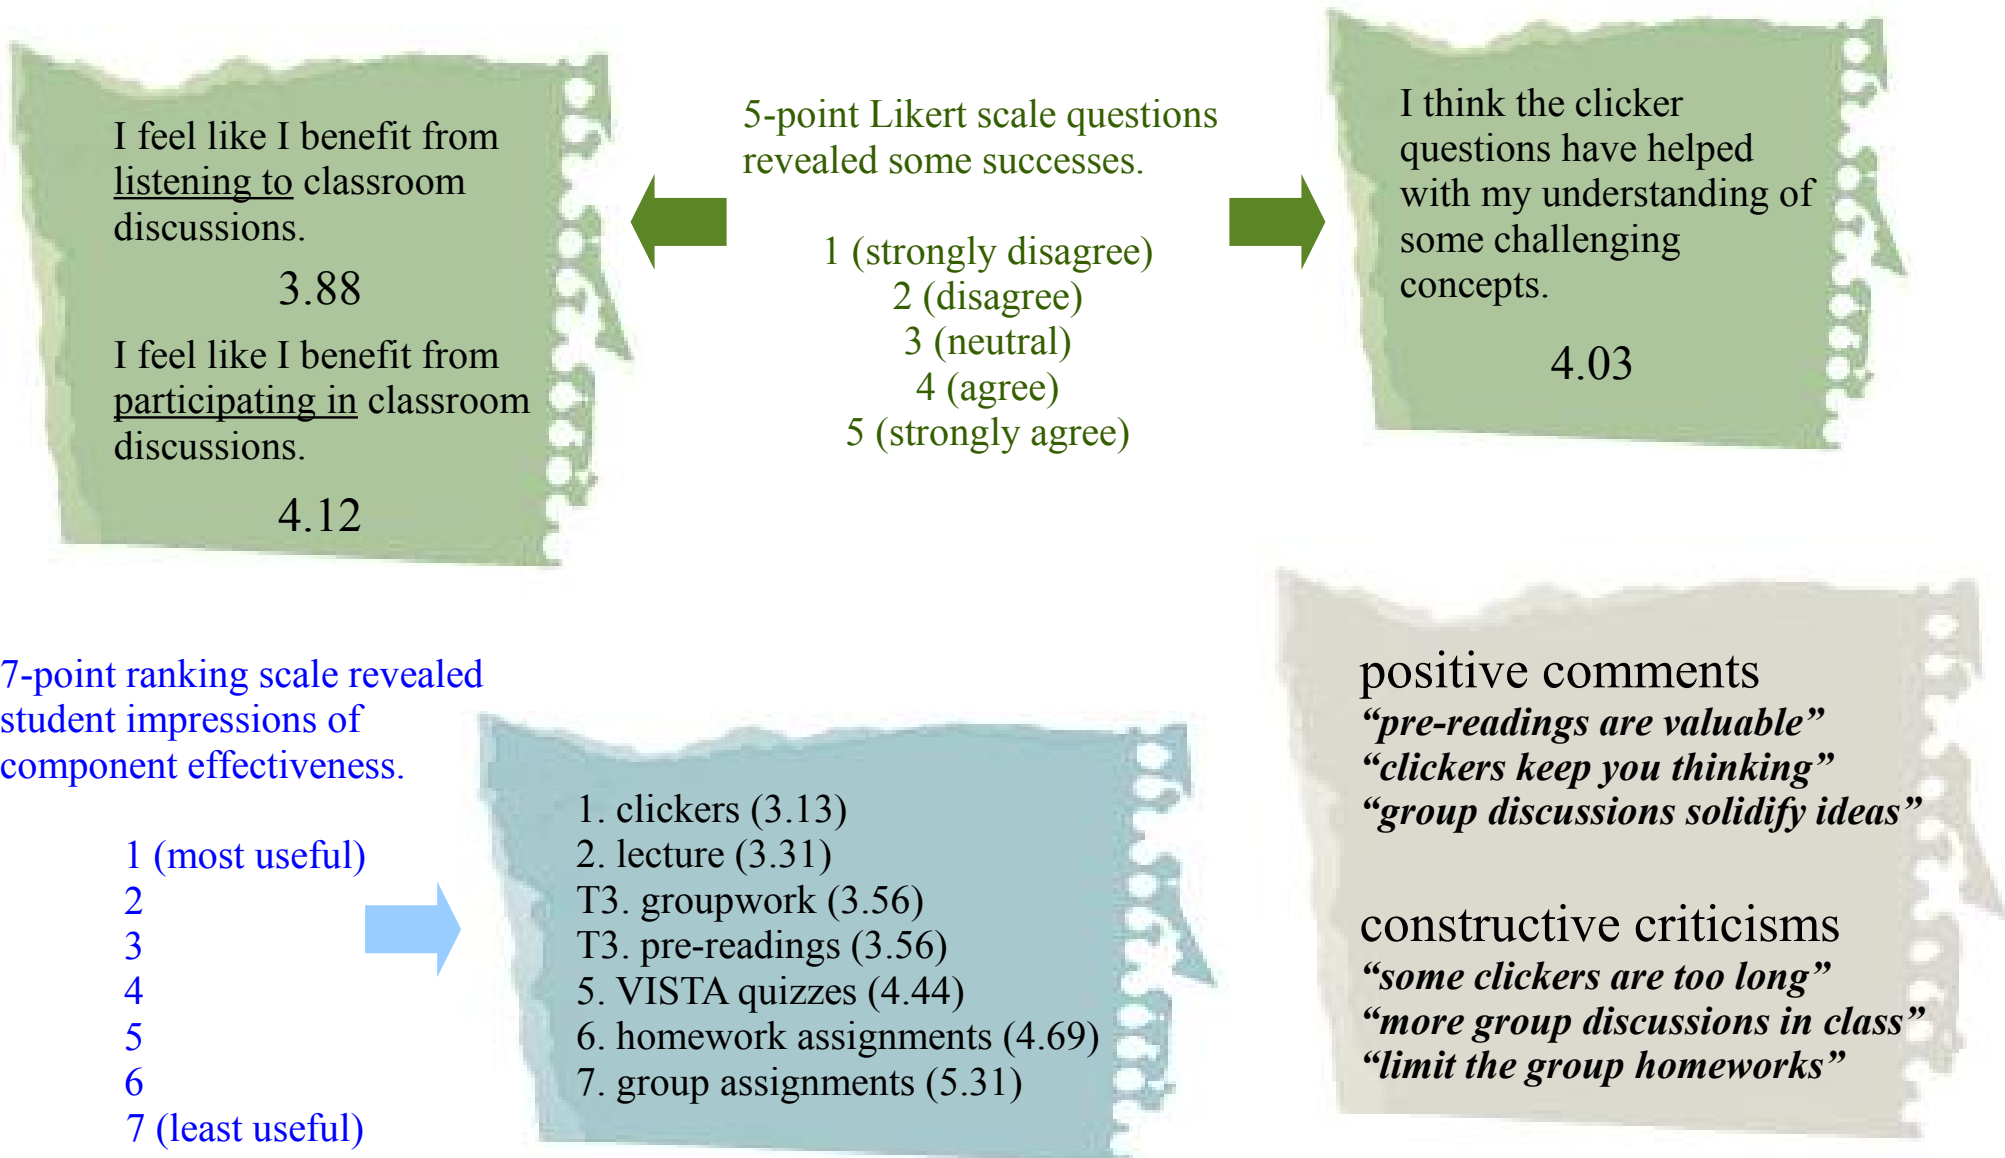 I feel like I benefit from
listening to classroom
discussions.
3.88
I feel like I benefit from
participating in classroom
discussions.
4.12
5-point Likert scale questions
revealed some successes.
1 (strongly disagree)
2 (disagree)
3 (neutral)
4 (agree)
5 (strongly agree)
I think the clicker
questions have helped
with my understanding of
some challenging
concepts.
4.03
7-point ranking scale revealed
student impressions of
component effectiveness.
1 (most useful)
2
3
4
5
6
7 (least useful)
1. clickers (3.13)
2. lecture (3.31)
T3. groupwork (3.56)
T3. pre-readings (3.56)
5. VISTA quizzes (4.44)
6. homework assignments (4.69)
7. group assignments (5.31)
positive comments
“pre-readings are valuable”
“clickers keep you thinking”
“group discussions solidify ideas”
constructive criticisms
“some clickers are too long”
“more group discussions in class”
“limit the group homeworks”